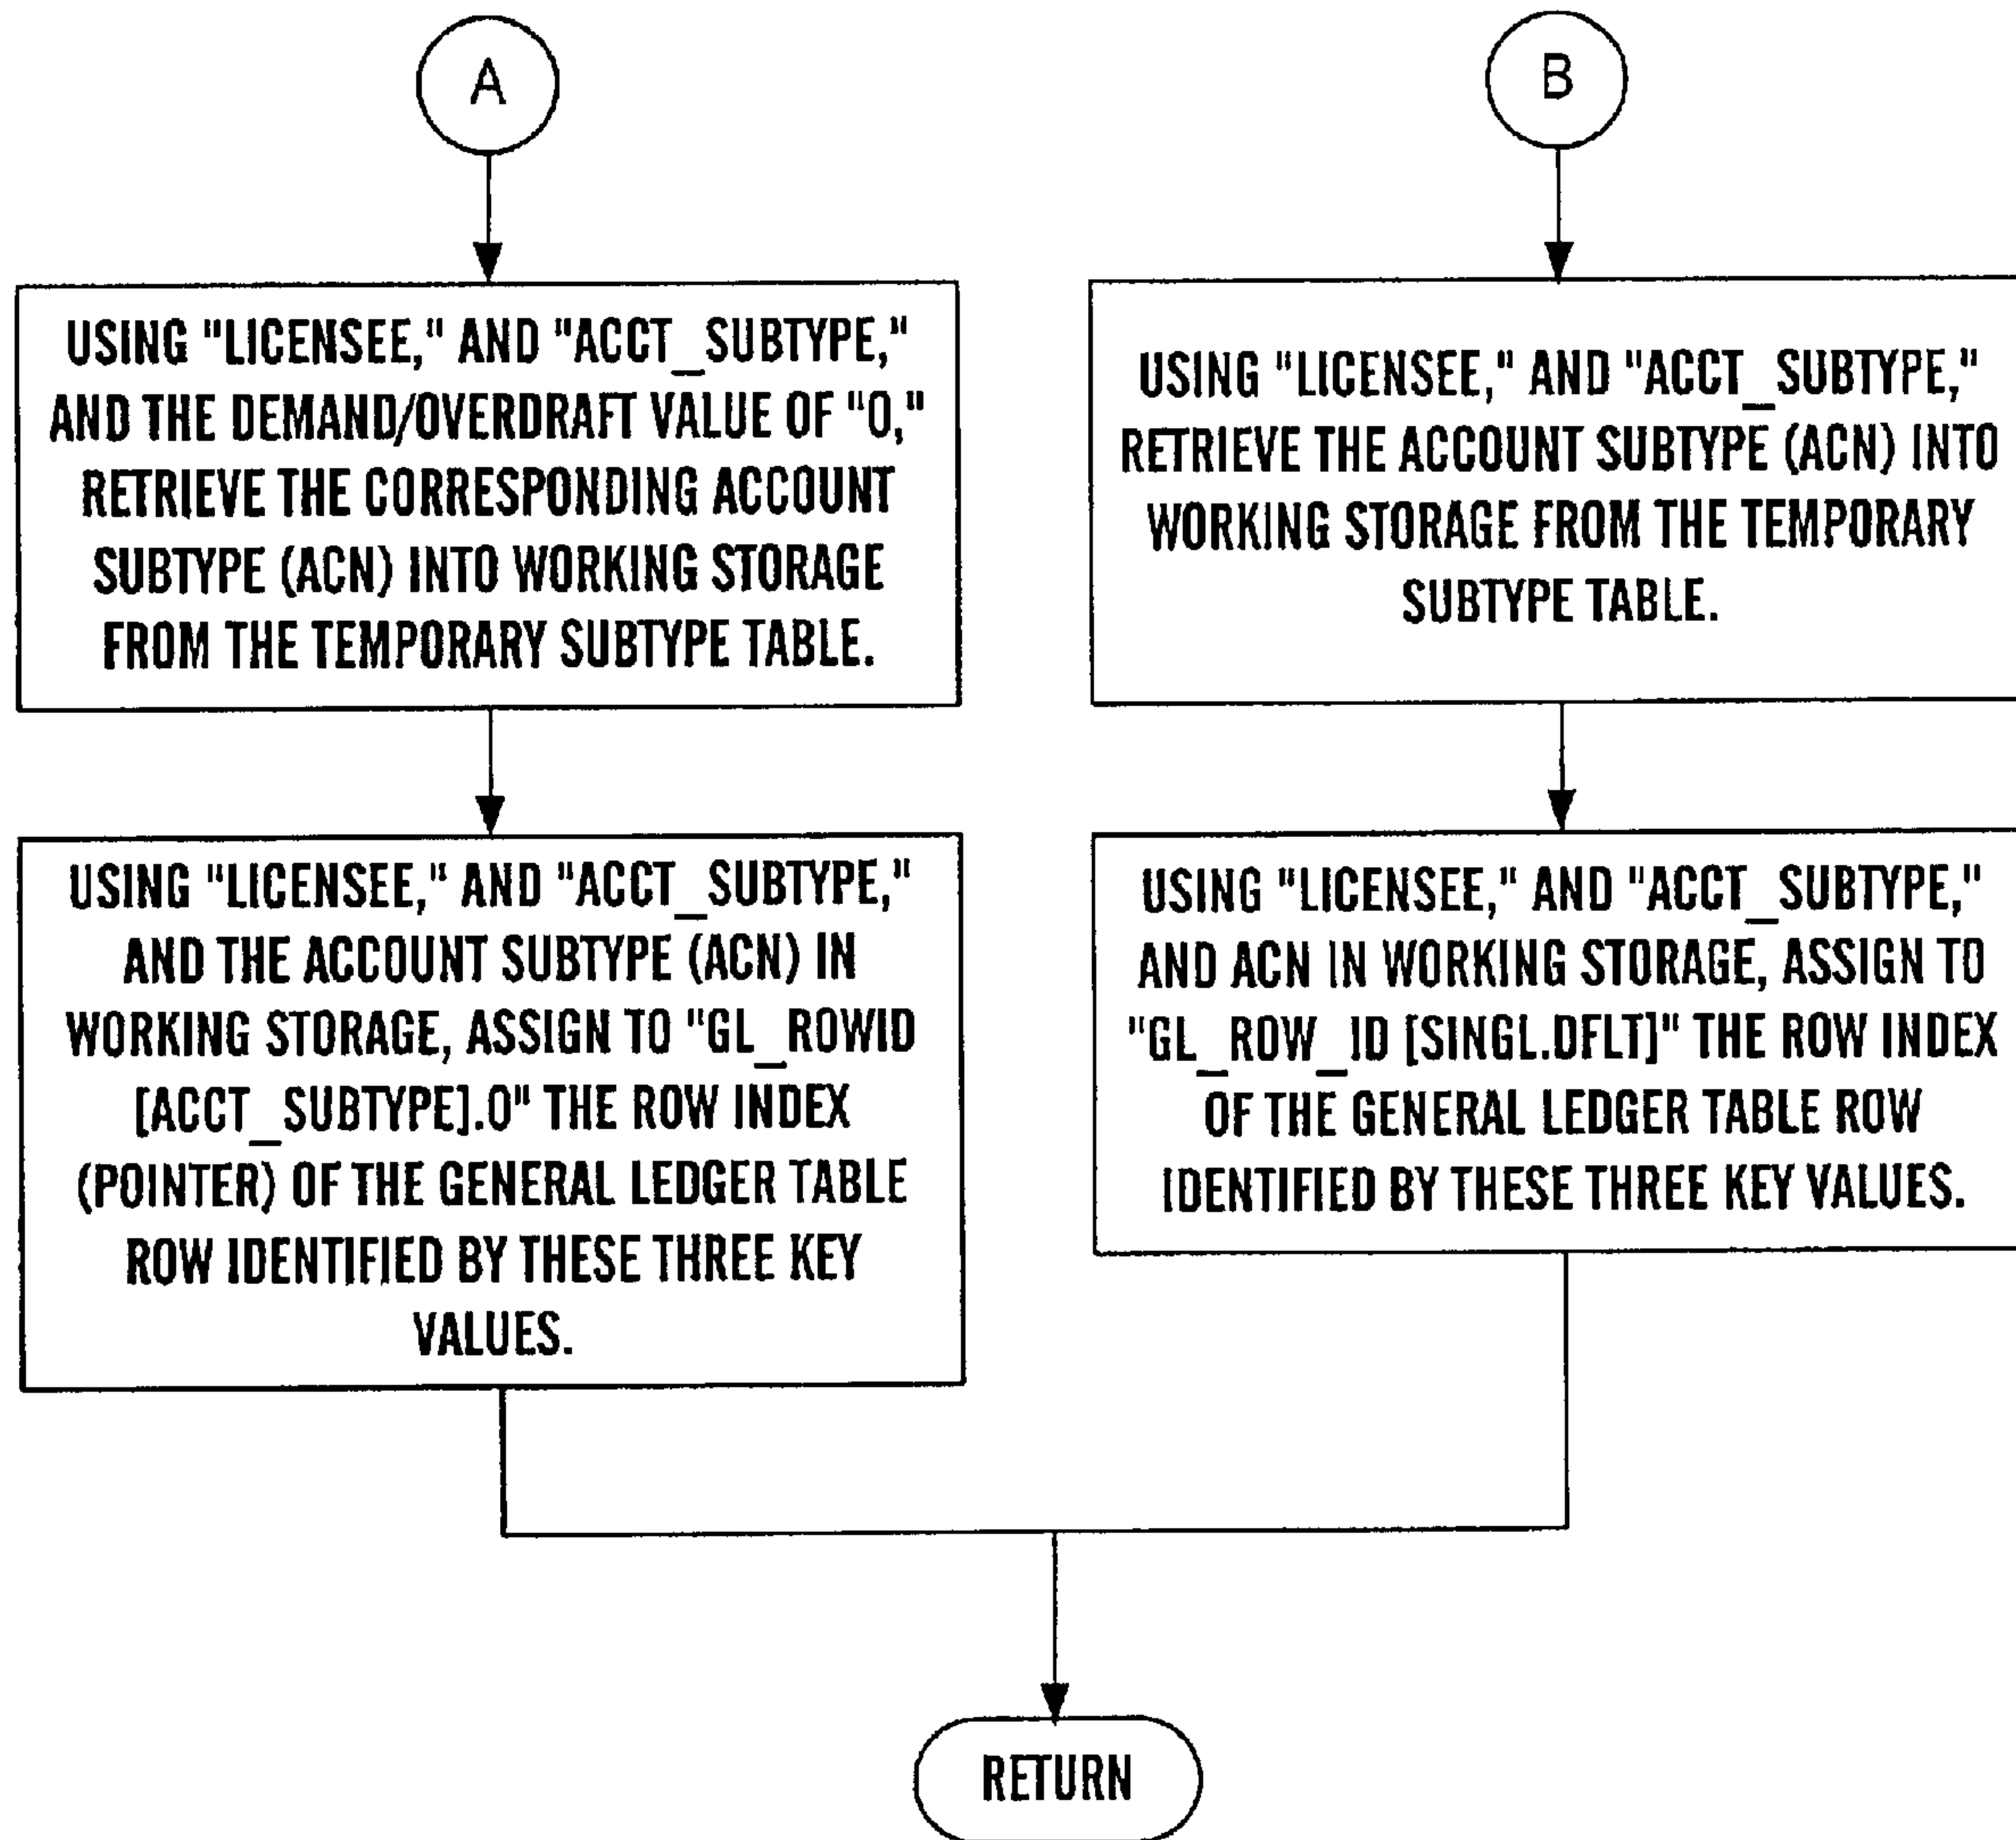 A
USING "LICENSEE," AND "ACCT_SUBTYPE,"
AND THE DEMAND/OVERDRAFT VALUE OF "O,"
RETRIEVE THE CORRESPONDING ACCOUNT
SUBTYPE (ACN) INTO WORKING STORAGE
FROM THE TEMPORARY SUBTYPE TABLE.
USING "LICENSEE," AND "ACCT_SUBTYPE,"
AND THE ACCOUNT SUBTYPE (ACN) IN
WORKING STORAGE, ASSIGN TO "GL_ROWID
[ACCT_SUBTYPE].O" THE ROW INDEX
(POINTER) OF THE GENERAL LEDGER TABLE
ROW IDENTIFIED BY THESE THREE KEY
VALUES.
B
USING "LICENSEE," AND "ACCT_SUBTYPE,"
RETRIEVE THE ACCOUNT SUBTYPE (ACN) INTO
WORKING STORAGE FROM THE TEMPORARY
SUBTYPE TABLE.
USING "LICENSEE," AND "ACCT_SUBTYPE,"
AND ACN IN WORKING STORAGE, ASSIGN TO
"GL_ROW_ID [SINGL.DFLT]" THE ROW INDEX
OF THE GENERAL LEDGER TABLE ROW
IDENTIFIED BY THESE THREE KEY VALUES.
RETURN